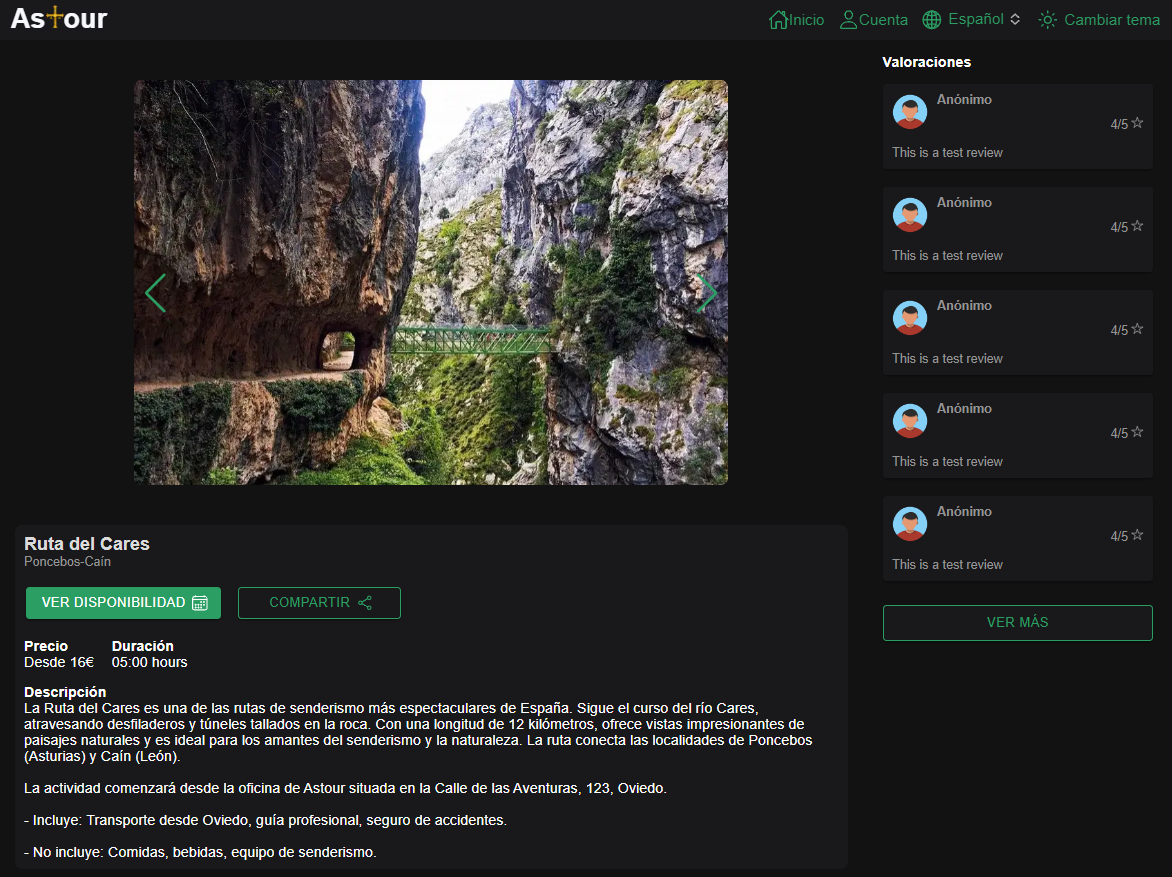 Astour
Inicio
Cuenta
Español
Cambiar tema
Valoraciones
Anónimo
4/5
This is a test review
Anónimo
4/5
This is a test review
Anónimo
4/5
This is a test review
Anónimo
4/5
This is a test review
Anónimo
4/5
This is a test review
VER MÁS
Ruta del Cares
Poncebos-Caín
VER DISPONIBILIDAD
COMPARTIR
Precio
Desde 16€
Duración
05:00 hours
Descripción
La Ruta del Cares es una de las rutas de senderismo más espectaculares de España. Sigue el curso del río Cares,
atravesando desfiladeros y túneles tallados en la roca. Con una longitud de 12 kilómetros, ofrece vistas impresionantes de
paisajes naturales y es ideal para los amantes del senderismo y la naturaleza. La ruta conecta las localidades de Poncebos
(Asturias) y Caín (León).
La actividad comenzará desde la oficina de Astour situada en la Calle de las Aventuras, 123, Oviedo.
- Incluye: Transporte desde Oviedo, guía profesional, seguro de accidentes.
- No incluye: Comidas, bebidas, equipo de senderismo.